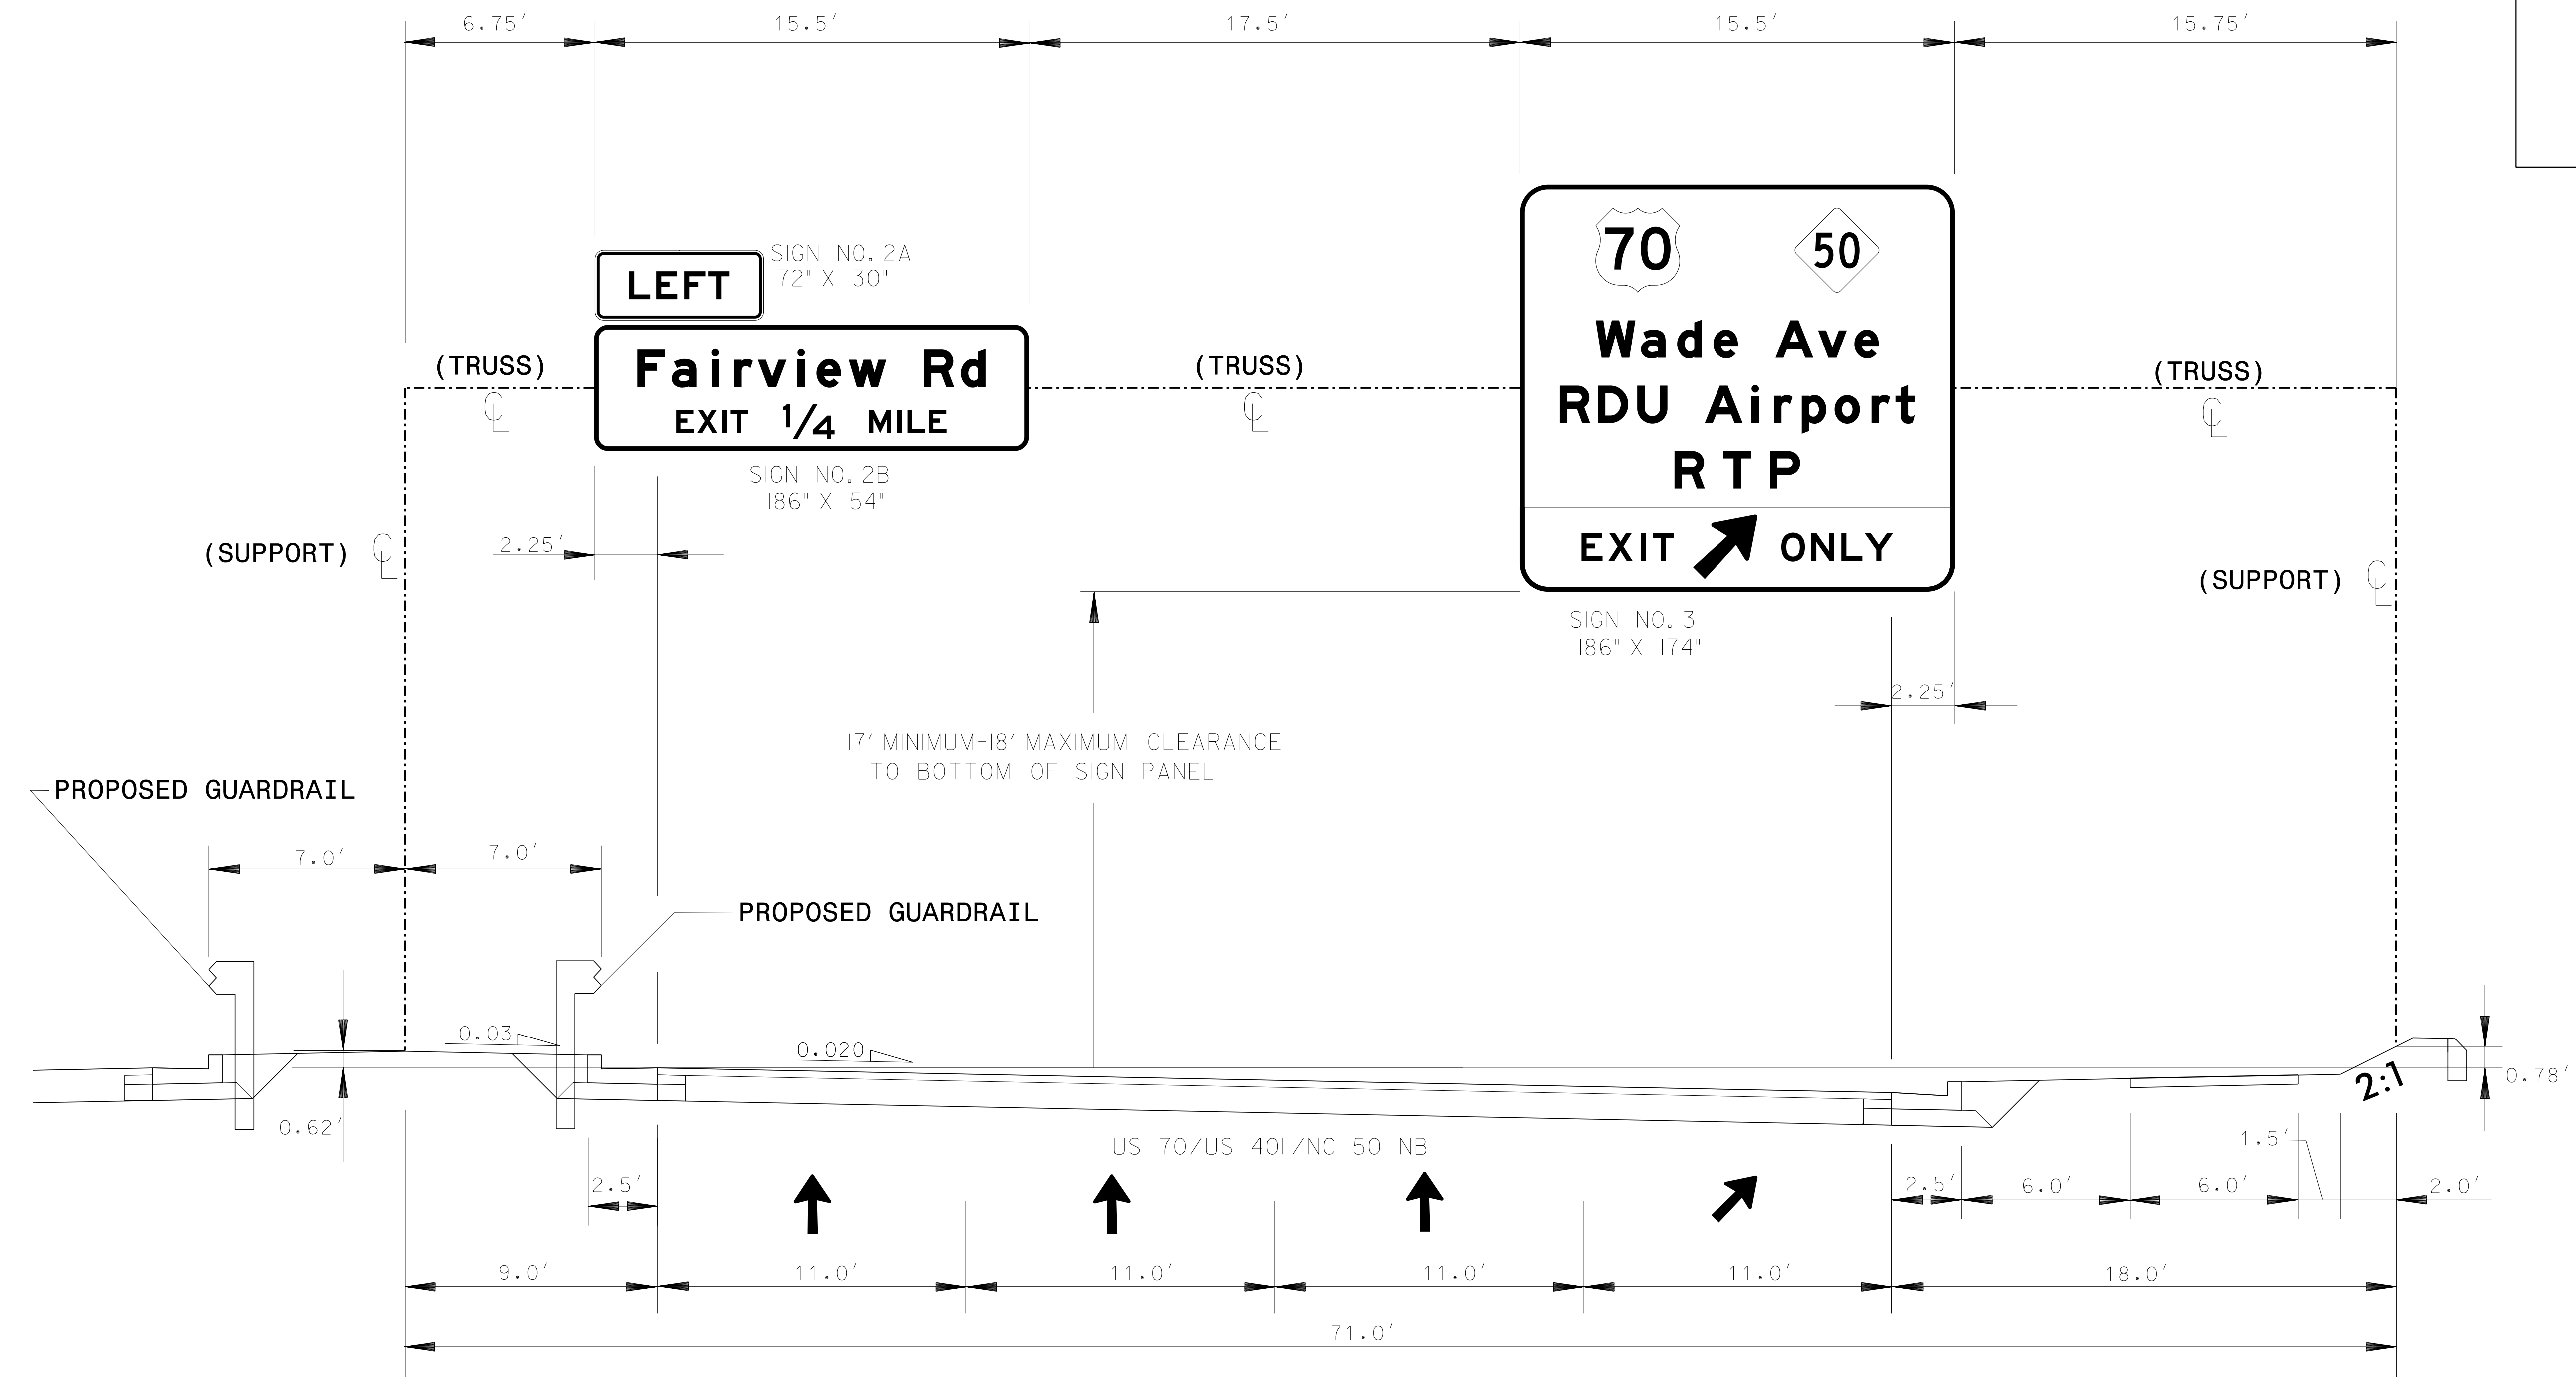 6.75' 15.5' 17.5' 15.5' 15.75'
SIGN NO. 2A
72" X 30"
LEFT
70 50
Fairview Rd
EXIT 1/4 MILE
Wade Ave
RDU Airport
RTP
EXIT ONLY
(TRUSS) (TRUSS) (TRUSS)
CL CL CL
SIGN NO. 2B
186" X 54"
2.25'
(SUPPORT) CL
(SUPPORT) CL
SIGN NO. 3
186" X 174"
2.25'
17' MINIMUM-18' MAXIMUM CLEARANCE
TO BOTTOM OF SIGN PANEL
PROPOSED GUARDRAIL
7.0' 7.0'
PROPOSED GUARDRAIL
0.03
0.020
0.62'
2:1
0.78'
US 70/US 401/NC 50 NB
1.5'
2.5' 2.5' 6.0' 6.0' 2.0'
9.0' 11.0' 11.0' 11.0' 11.0' 18.0'
71.0'